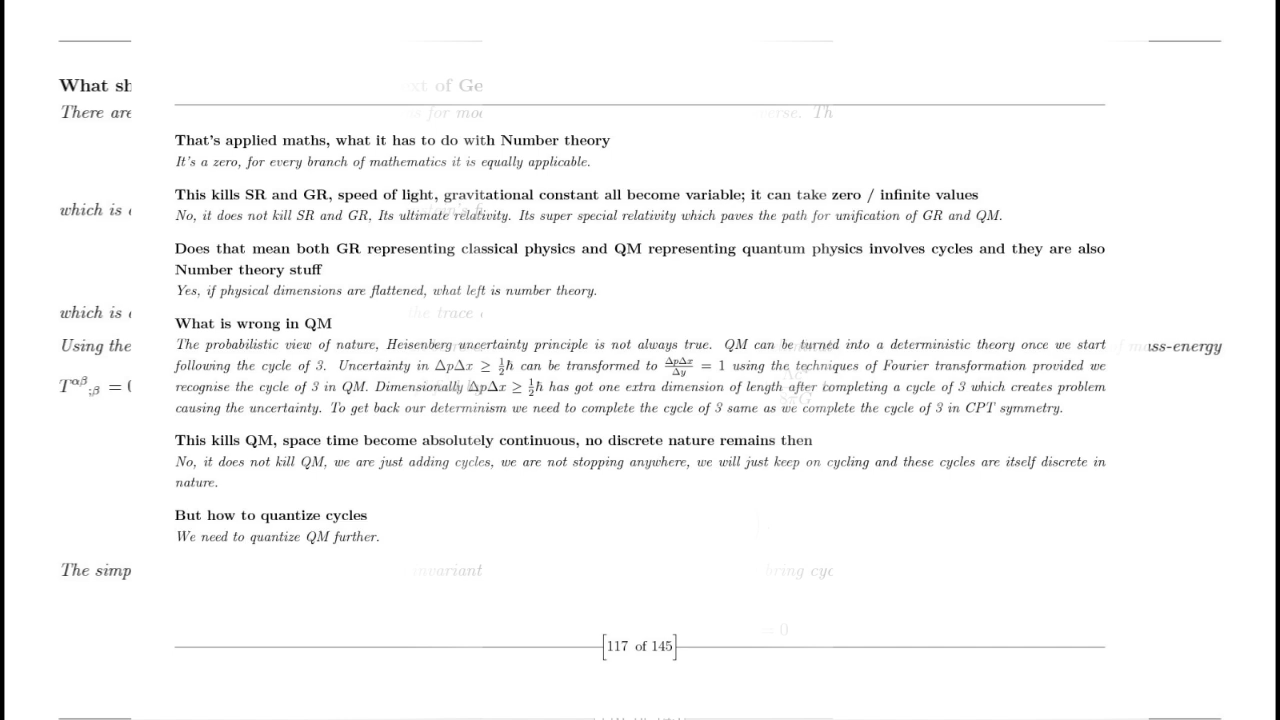 What sh
xt of Ge
There are
s for mod
erse. Th
That's applied maths, what it has to do with Number theory
It's a zero, for every branch of mathematics it is equally applicable.
This kills SR and GR, speed of light, gravitational constant all become variable; it can take zero / infinite values
which is
No, it does not kill SR and GR, Its ultimate relativity. Its super special relativity which paves the path for unification of GR and QM.
Does that mean both GR representing classical physics and QM representing quantum physics involves cycles and they are also
Number theory stuff
Yes, if physical dimensions are flattened, what left is number theory.
which is
the trace
What is wrong in QM
Using the
The probabilistic view of nature, Heisenberg uncertainty principle is not always true. QM can be turned into a deterministic theory once we start
mass-energy
following the cycle of 3. Uncertainty in ΔpΔx ≥ ½ℏ can be transformed to ΔpΔx/Δy = 1 using the techniques of Fourier transformation provided we
T^{αβ}_{;β} = 0
recognise the cycle of 3 in QM. Dimensionally ΔpΔx ≥ ½ℏ has got one extra dimension of length after completing a cycle of 3 which creates problem
8πG
causing the uncertainty. To get back our determinism we need to complete the cycle of 3 same as we complete the cycle of 3 in CPT symmetry.
This kills QM, space time become absolutely continuous, no discrete nature remains then
No, it does not kill QM, we are just adding cycles, we are not stopping anywhere, we will just keep on cycling and these cycles are itself discrete in
nature.
But how to quantize cycles
We need to quantize QM further.
The simp
invariant
bring cyc
= 0
[117 of 145]